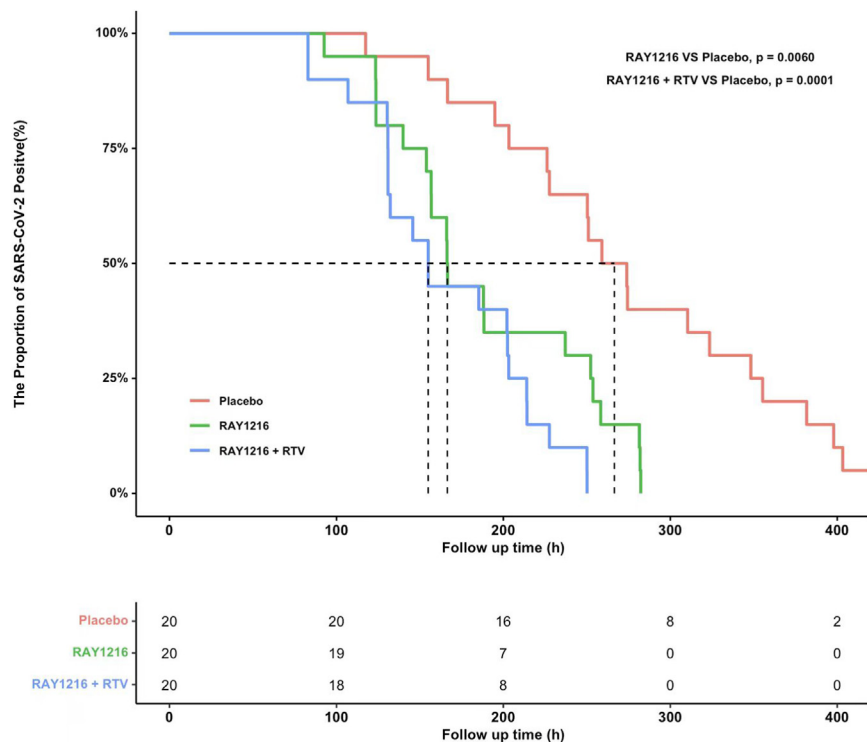 The Proportion of SARS-CoV-2 Positve(%)
100%
75%
50%
25%
0%
RAY1216 VS Placebo, p = 0.0060
RAY1216 + RTV VS Placebo, p = 0.0001
Placebo
RAY1216
RAY1216 + RTV
0 100 200 300 400
Follow up time (h)
Placebo 20 20 16 8 2
RAY1216 20 19 7 0 0
RAY1216 + RTV 20 18 8 0 0
0 100 200 300 400
Follow up time (h)